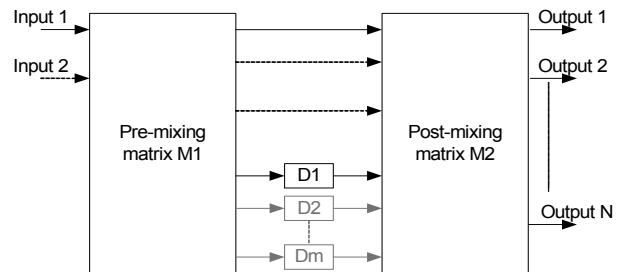 Input 1
Input 2
Pre-mixing
matrix M1
D1
D2
Dm
Post-mixing
matrix M2
Output 1
Output 2
Output N